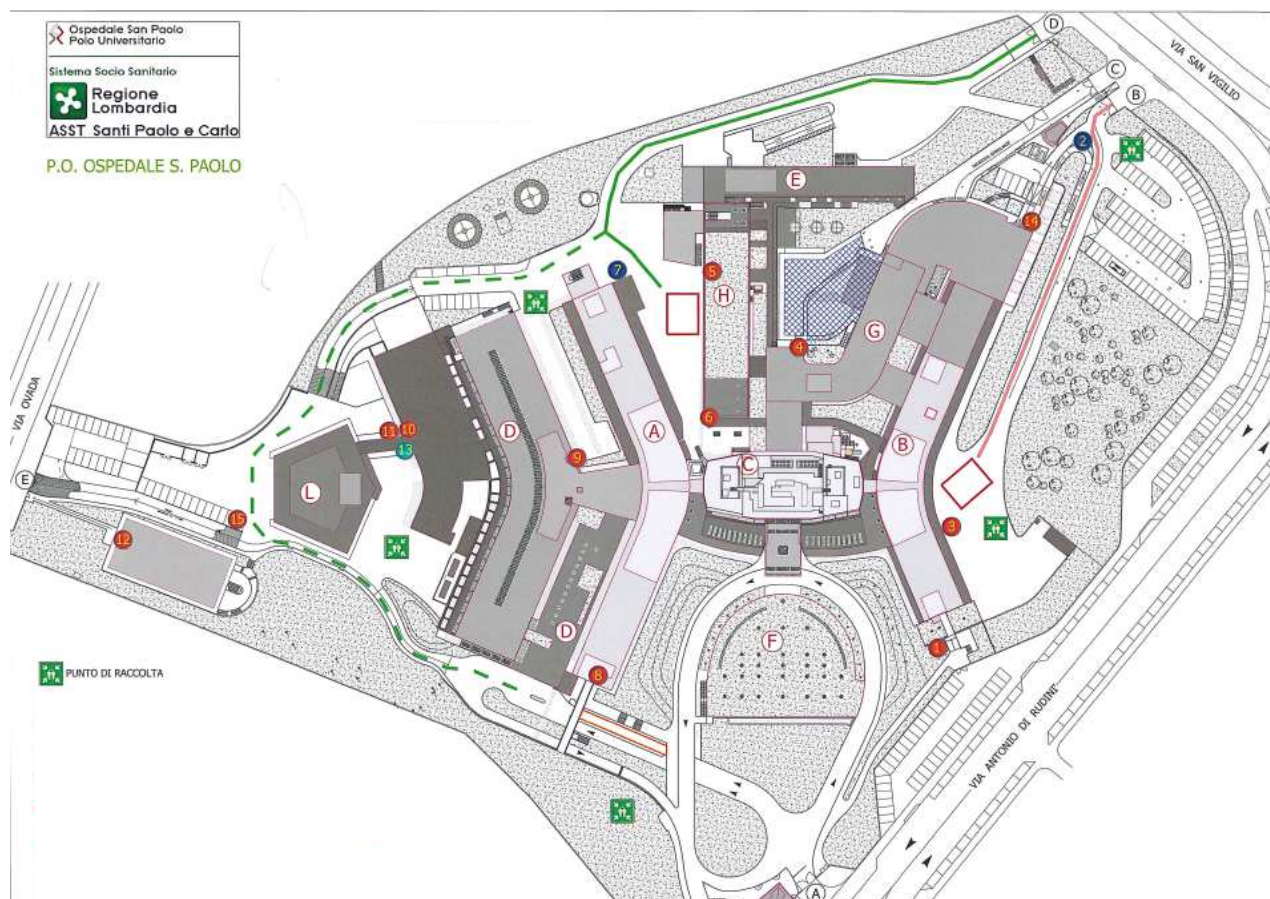 Ospedale San Paolo
Polo Universitario
Sistema Socio Sanitario
Regione
Lombardia
ASST Santi Paolo e Carlo
P.O. OSPEDALE S. PAOLO
D
VIA SAN VIGILIO
C
B
2
E
14
7
5
H
G
4
VIA OVADA
6
11
10
13
D
9
A
C
B
E
L
15
12
3
D
F
1
8
PUNTO DI RACCOLTA
VIA ANTONIO DI RUDINÌ
A